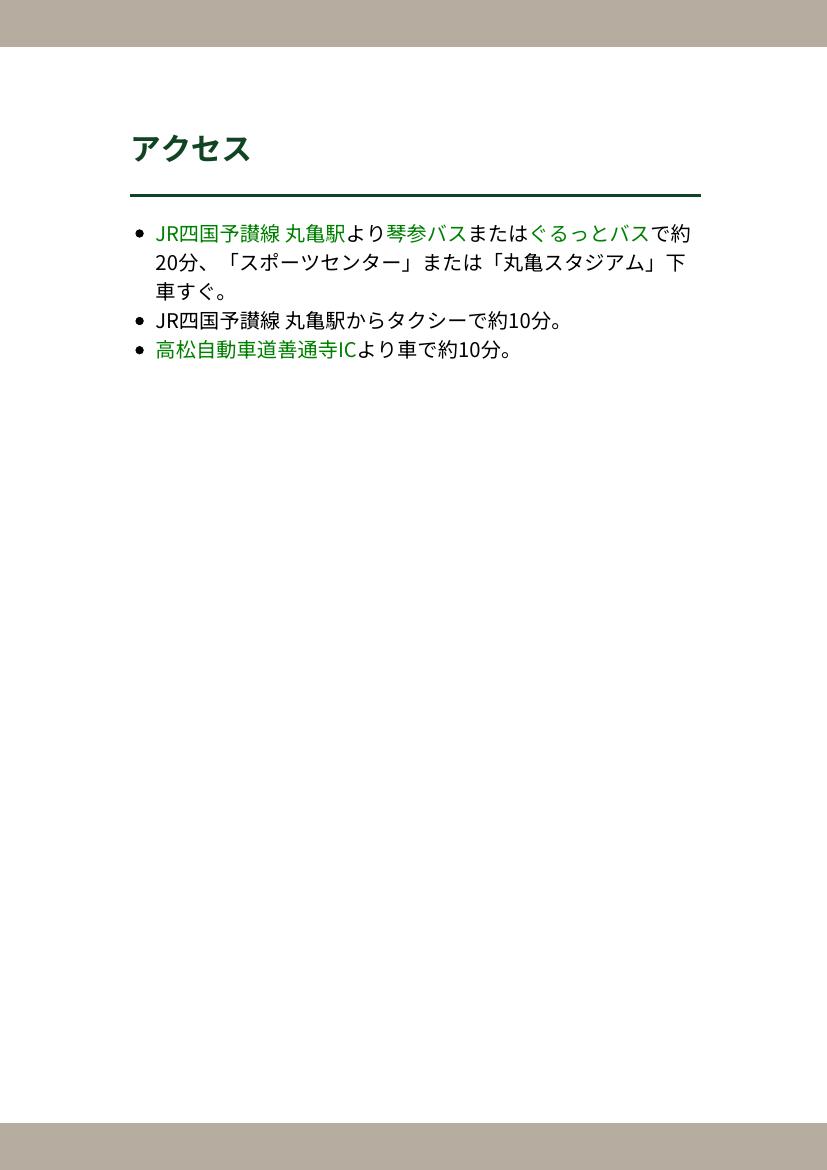 アクセス
JR四国予讃線 丸亀駅より琴参バスまたはぐるっとバスで約
20分、「スポーツセンター」または「丸亀スタジアム」下
車すぐ。
JR四国予讃線 丸亀駅からタクシーで約10分。
高松自動車道善通寺ICより車で約10分。